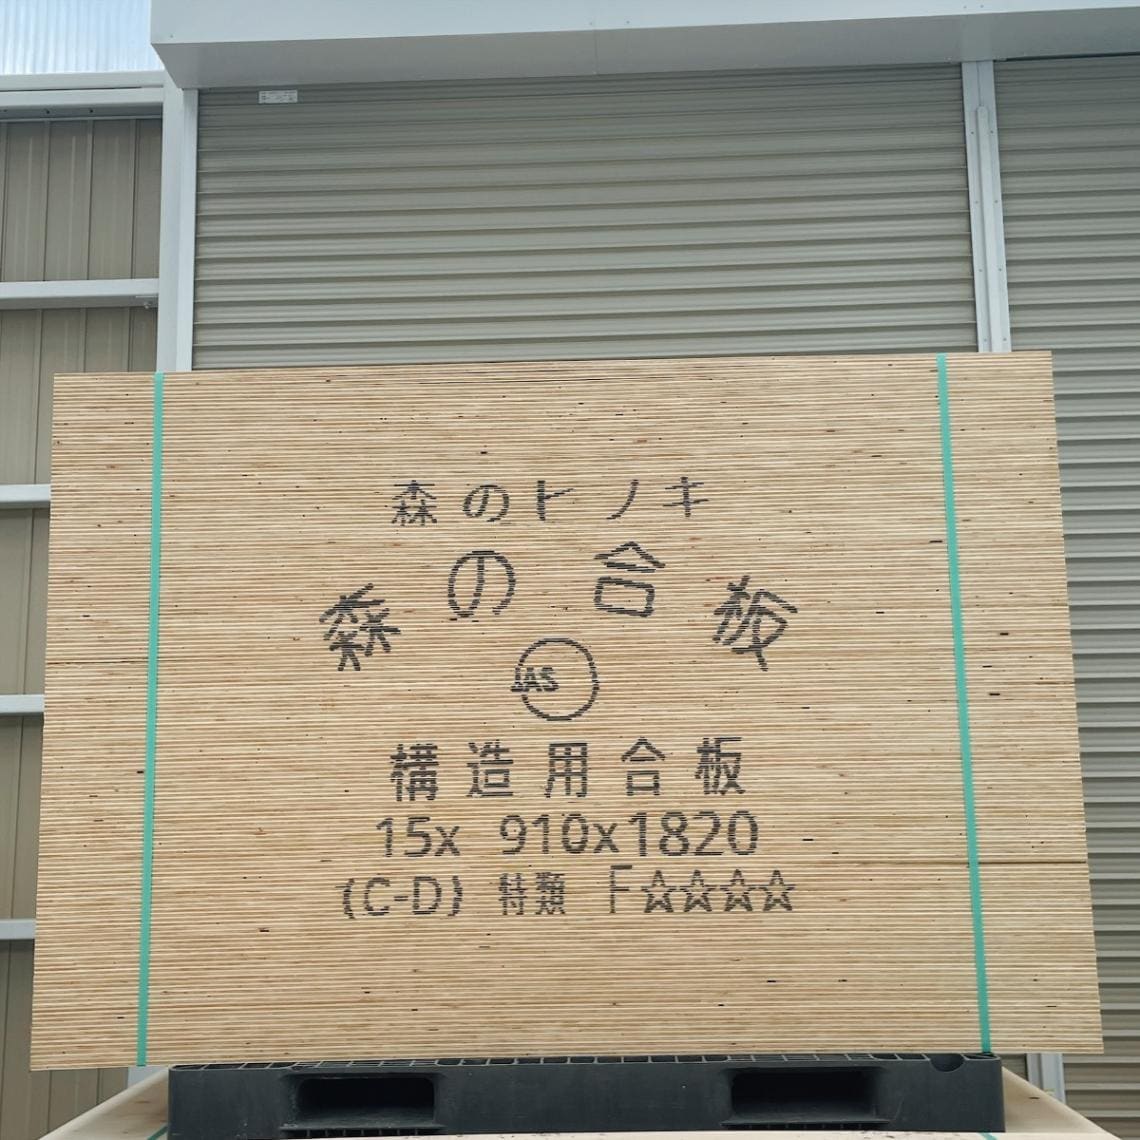 森のヒノキ
森の合板
JAS
構造用合板
15x 910x1820
(C-D) 特類 F☆☆☆☆